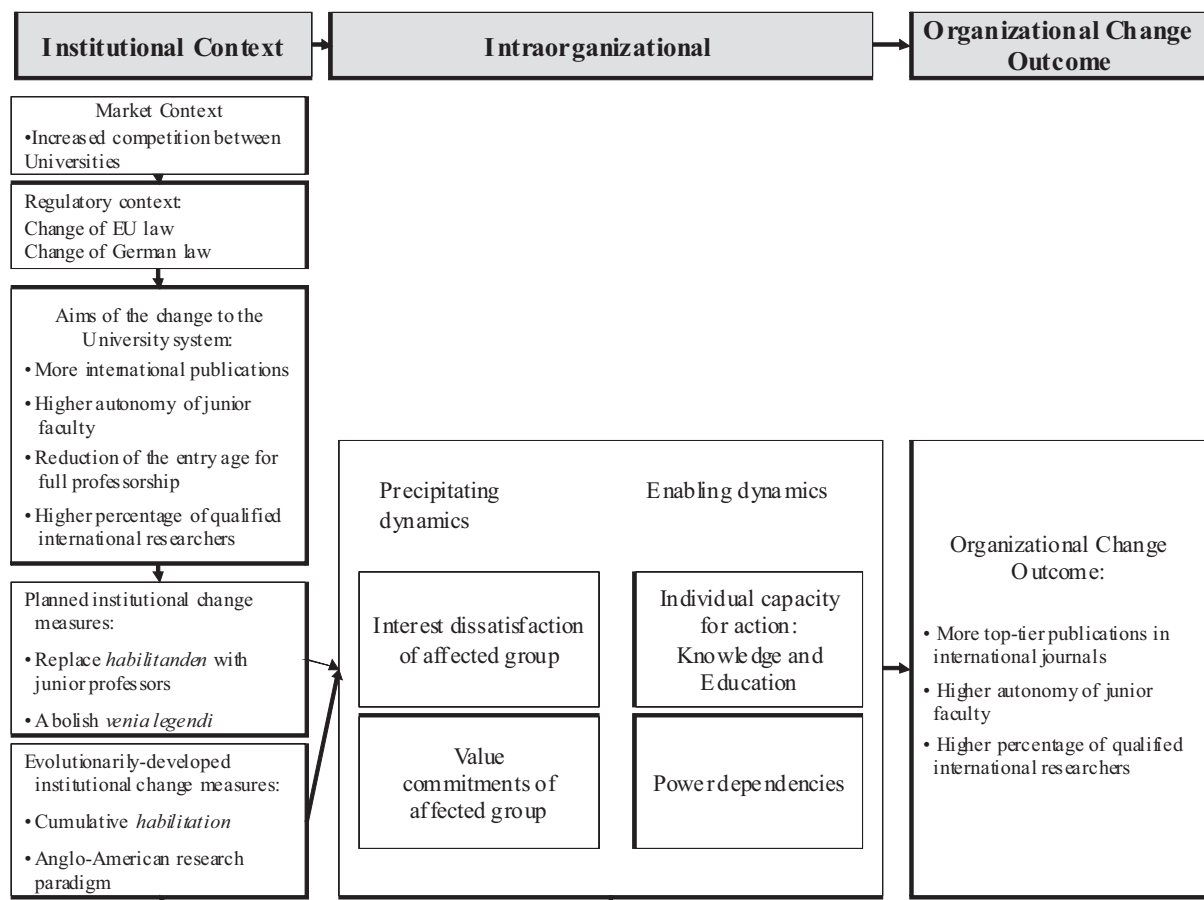 Institutional Context
Intraorganizational
Organizational Change
Outcome
Market Context
•Increased competition between
Universities
Regulatory context:
Change of EU law
Change of German law
Aims of the change to the
University system:
• More international publications
• Higher autonomy of junior
faculty
• Reduction of the entry age for
full professorship
• Higher percentage of qualified
international researchers
Planned institutional change
measures:
• Replace habilitanden with
junior professors
• Abolish venia legendi
Evolutionarily-developed
institutional change measures:
• Cumulative habilitation
• Anglo-American research
paradigm
Precipitating
dynamics
Interest dissatisfaction
of affected group
Value
commitments of
affected group
Enabling dynamics
Individual capacity
for action:
Knowledge and
Education
Power dependencies
Organizational Change
Outcome:
• More top-tier publications in
international journals
• Higher autonomy of junior
faculty
• Higher percentage of qualified
international researchers